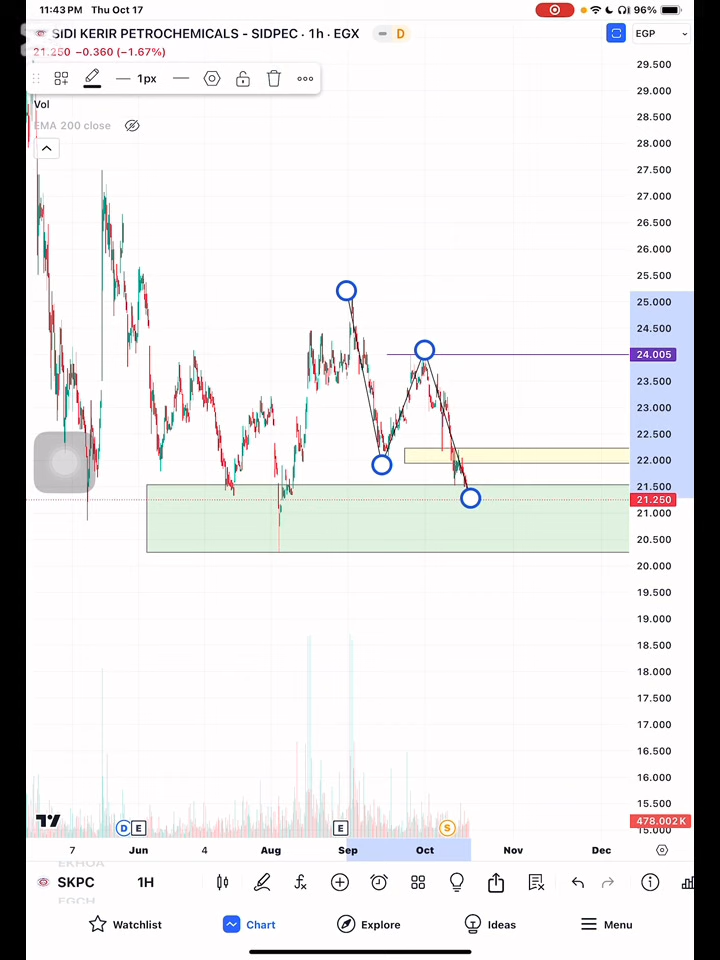 11:43 PM Thu Oct 17 96%
SIDI KERIR PETROCHEMICALS - SIDPEC · 1h · EGX D EGP
21.250 −0.360 (−1.67%)
1px
Vol
EMA 200 close
29.500
29.000
28.500
28.000
27.500
27.000
26.500
26.000
25.500
25.000
24.500
24.005
23.500
23.000
22.500
22.000
21.500
21.250
21.000
20.500
20.000
19.500
19.000
18.500
18.000
17.500
17.000
16.500
16.000
15.500
478.002K
15.000
D E E S
7 Jun 4 Aug Sep Oct Nov Dec
EKHOA
SKPC 1H
EGCH
Watchlist Chart Explore Ideas Menu